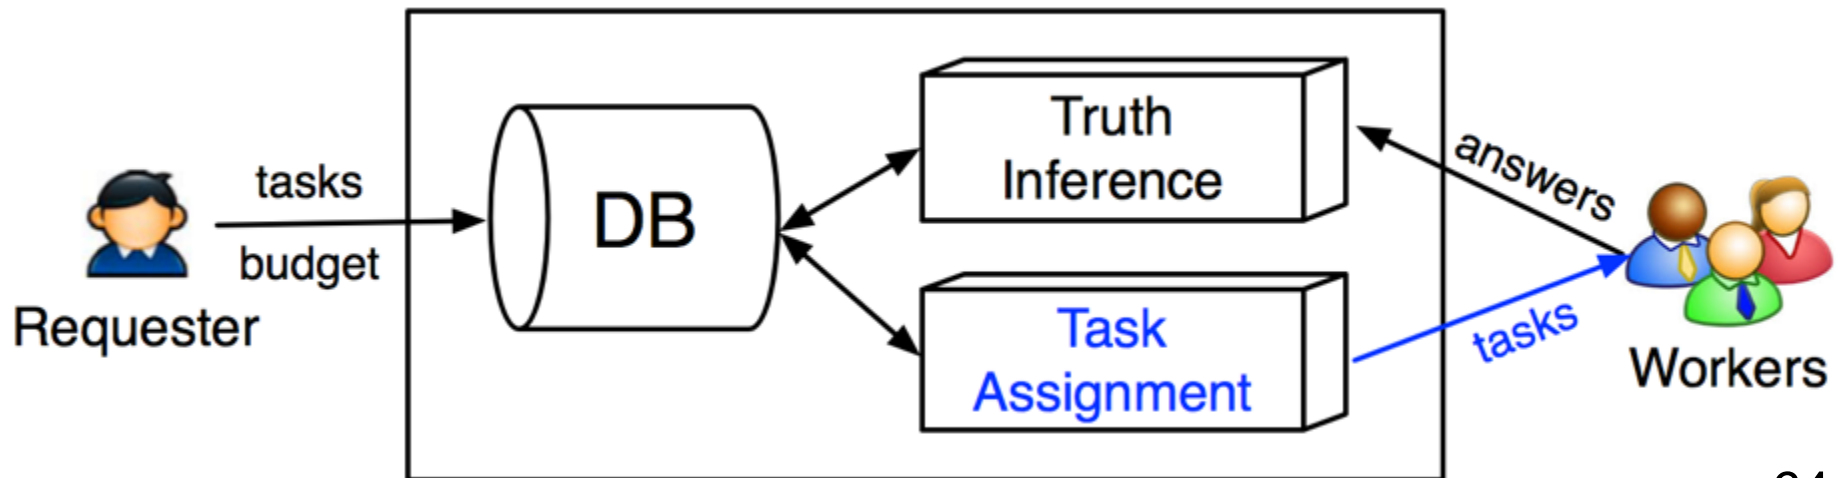 tasks
budget
Requester
DB
Truth
Inference
Task
Assignment
answers
tasks
Workers